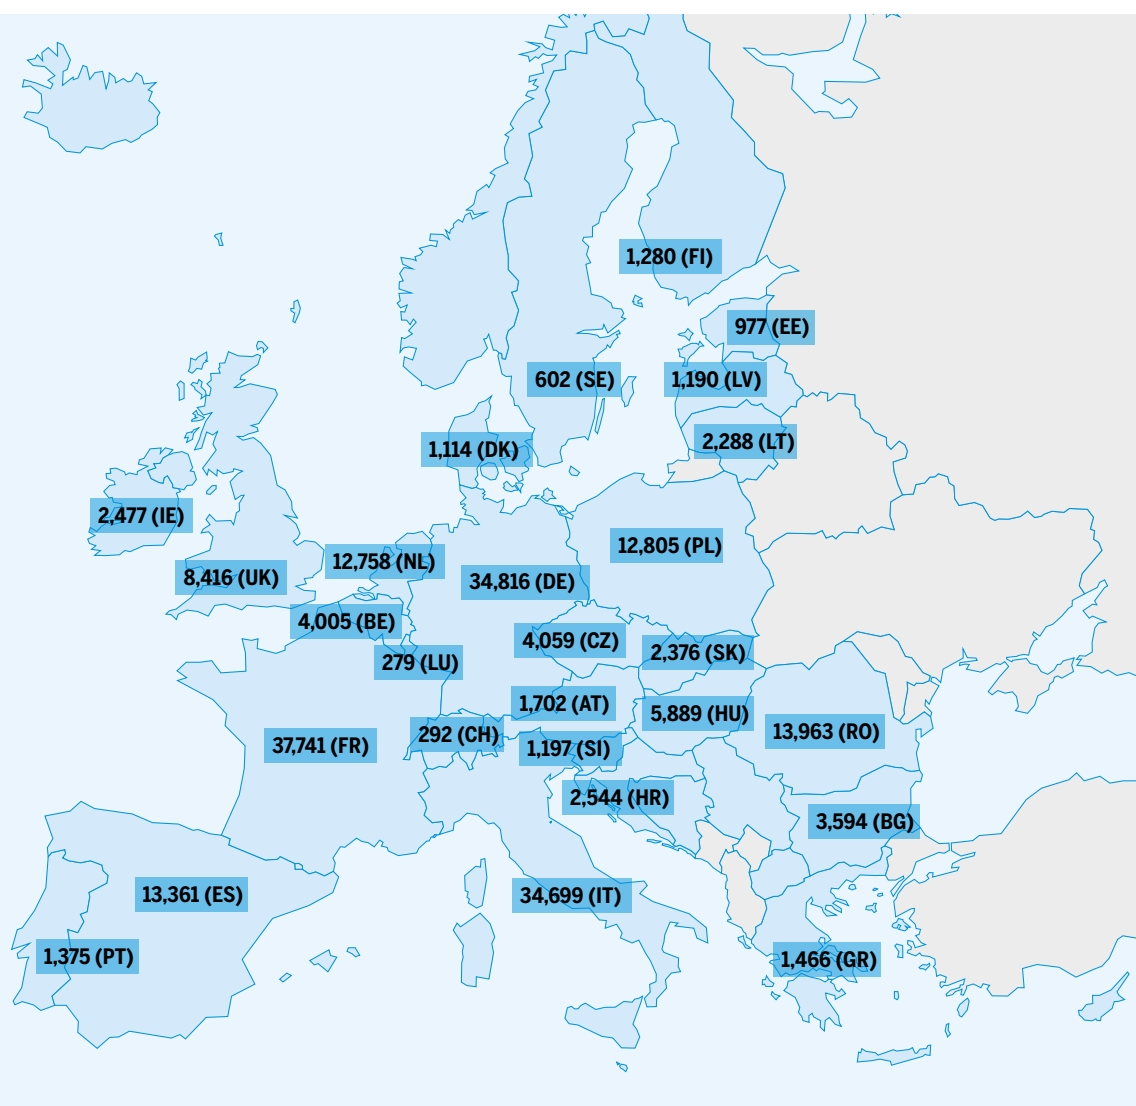 1,280 (FI)
977 (EE)
602 (SE)
1,190 (LV)
1,114 (DK)
2,288 (LT)
2,477 (IE)
12,805 (PL)
12,758 (NL)
8,416 (UK)
34,816 (DE)
4,005 (BE)
4,059 (CZ)
2,376 (SK)
279 (LU)
1,702 (AT)
5,889 (HU)
13,963 (RO)
292 (CH)
37,741 (FR)
1,197 (SI)
2,544 (HR)
3,594 (BG)
13,361 (ES)
34,699 (IT)
1,375 (PT)
1,466 (GR)